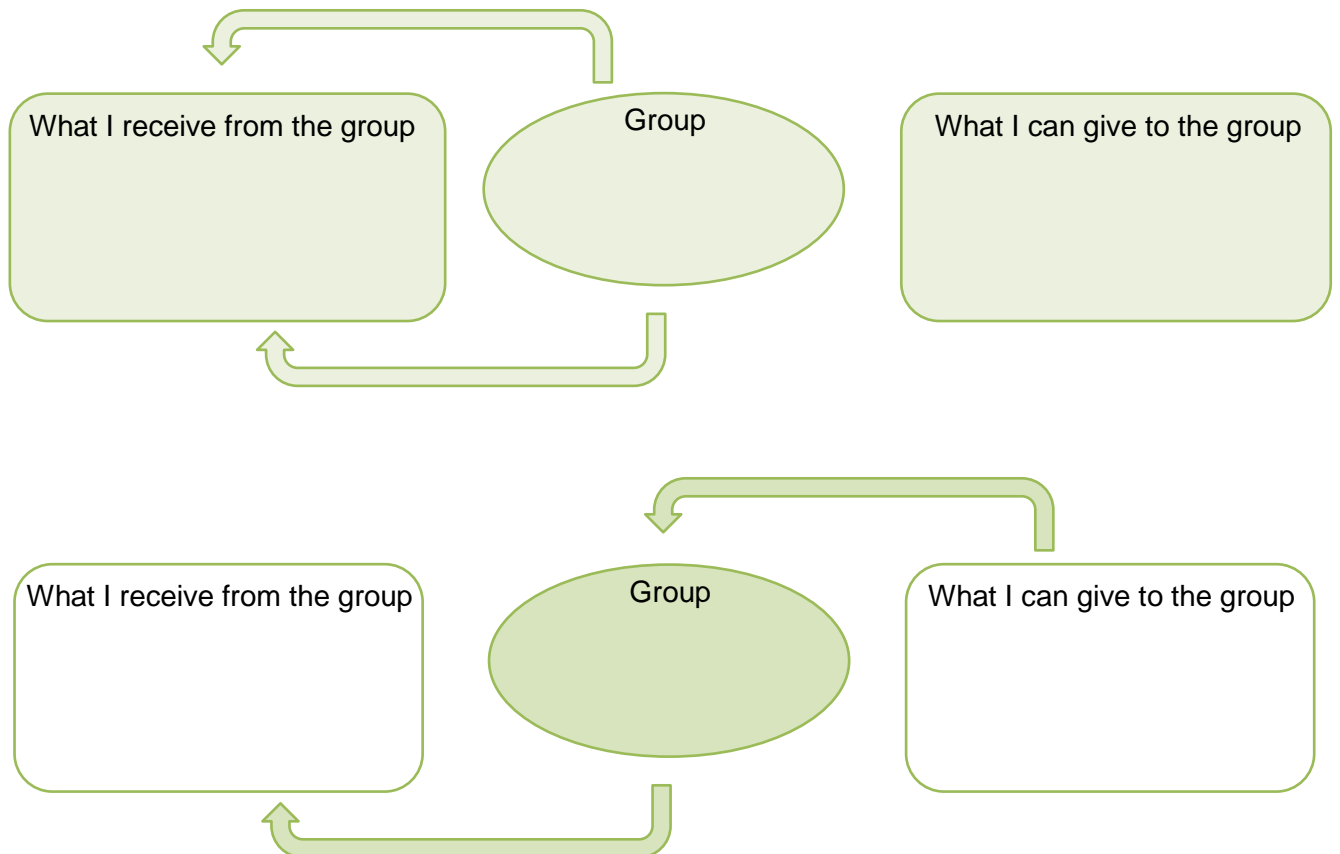 What I receive from the group
Group
What I can give to the group
What I receive from the group
Group
What I can give to the group